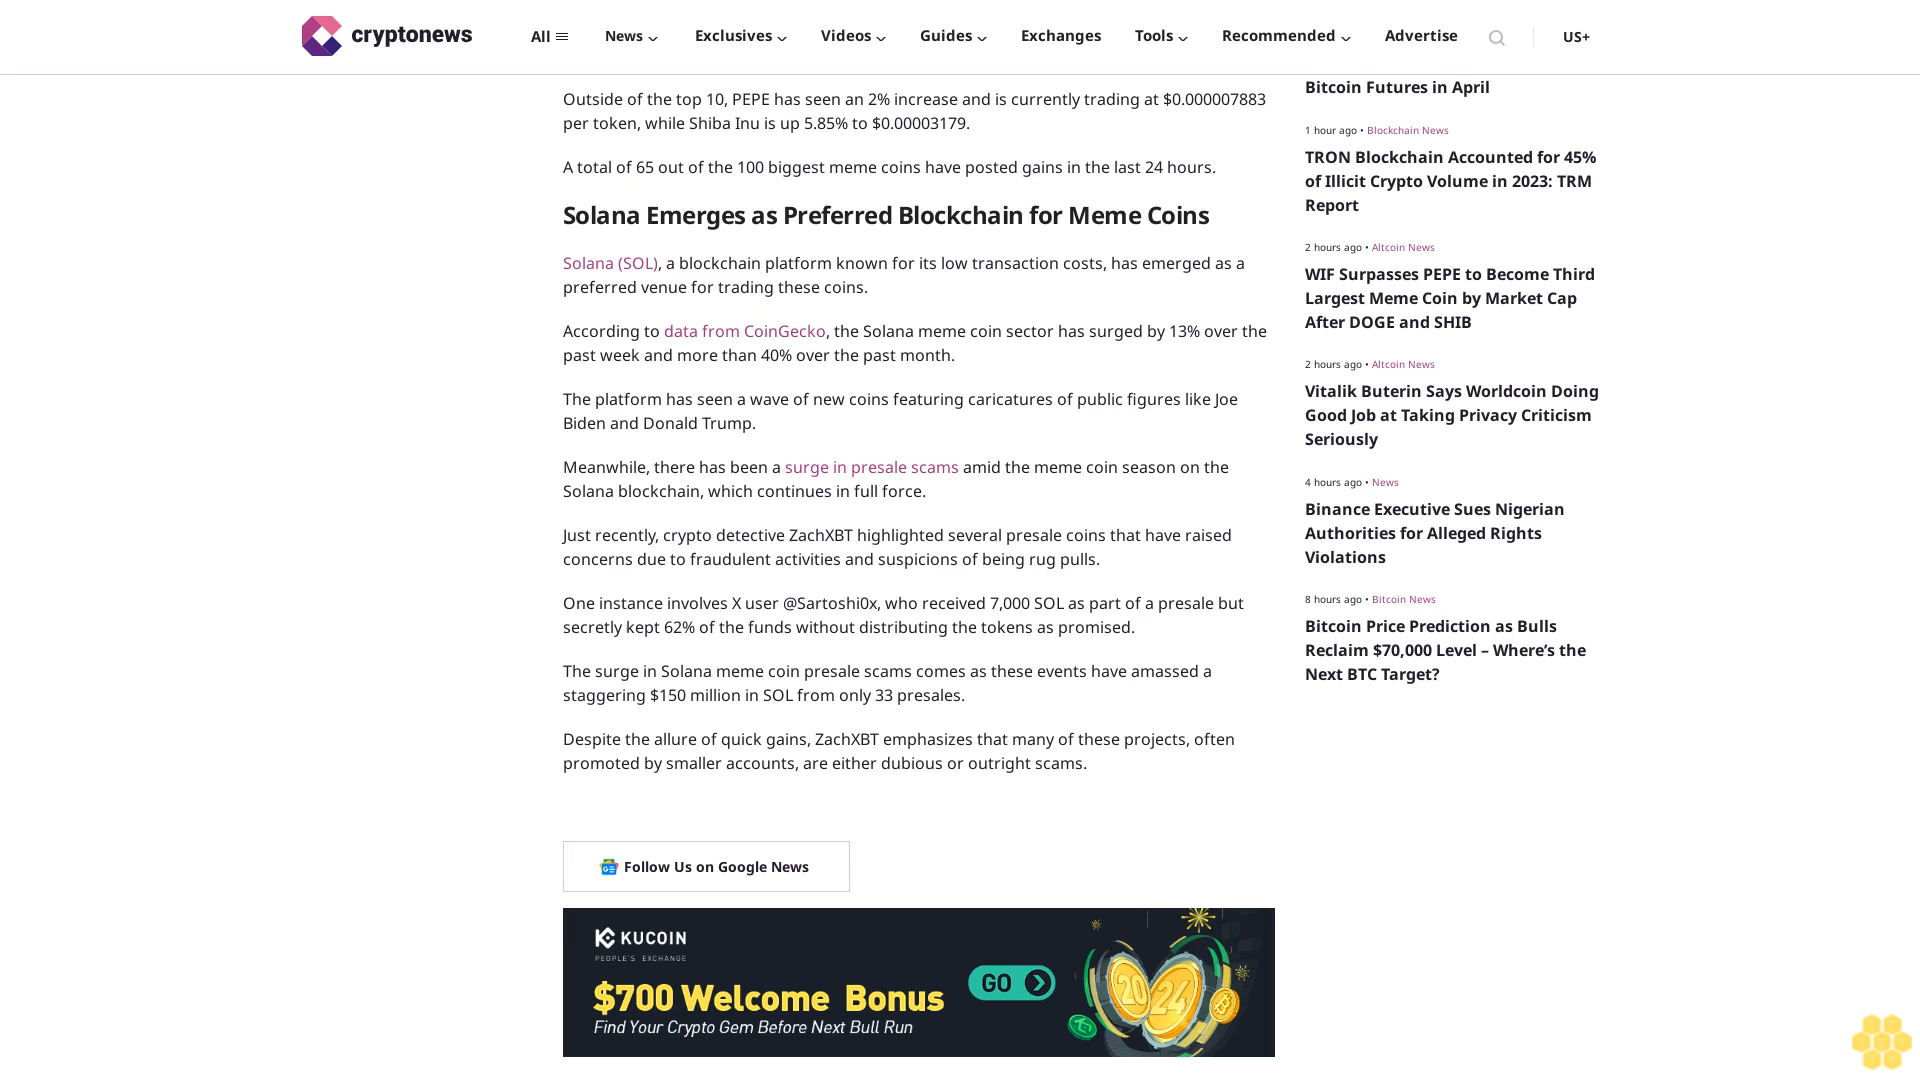 cryptonews
All
News
Exclusives
Videos
Guides
Exchanges
Tools
Recommended
Advertise
US+
Outside of the top 10, PEPE has seen an 2% increase and is currently trading at $0.000007883
per token, while Shiba Inu is up 5.85% to $0.00003179.
A total of 65 out of the 100 biggest meme coins have posted gains in the last 24 hours.
Solana Emerges as Preferred Blockchain for Meme Coins
Solana (SOL), a blockchain platform known for its low transaction costs, has emerged as a
preferred venue for trading these coins.
According to data from CoinGecko, the Solana meme coin sector has surged by 13% over the
past week and more than 40% over the past month.
The platform has seen a wave of new coins featuring caricatures of public figures like Joe
Biden and Donald Trump.
Meanwhile, there has been a surge in presale scams amid the meme coin season on the
Solana blockchain, which continues in full force.
Just recently, crypto detective ZachXBT highlighted several presale coins that have raised
concerns due to fraudulent activities and suspicions of being rug pulls.
One instance involves X user @Sartoshi0x, who received 7,000 SOL as part of a presale but
secretly kept 62% of the funds without distributing the tokens as promised.
The surge in Solana meme coin presale scams comes as these events have amassed a
staggering $150 million in SOL from only 33 presales.
Despite the allure of quick gains, ZachXBT emphasizes that many of these projects, often
promoted by smaller accounts, are either dubious or outright scams.
Follow Us on Google News
KUCOIN
PEOPLE'S EXCHANGE
$700 Welcome Bonus
Find Your Crypto Gem Before Next Bull Run
GO
2024
Bitcoin Futures in April
1 hour ago • Blockchain News
TRON Blockchain Accounted for 45%
of Illicit Crypto Volume in 2023: TRM
Report
2 hours ago • Altcoin News
WIF Surpasses PEPE to Become Third
Largest Meme Coin by Market Cap
After DOGE and SHIB
2 hours ago • Altcoin News
Vitalik Buterin Says Worldcoin Doing
Good Job at Taking Privacy Criticism
Seriously
4 hours ago • News
Binance Executive Sues Nigerian
Authorities for Alleged Rights
Violations
8 hours ago • Bitcoin News
Bitcoin Price Prediction as Bulls
Reclaim $70,000 Level – Where’s the
Next BTC Target?